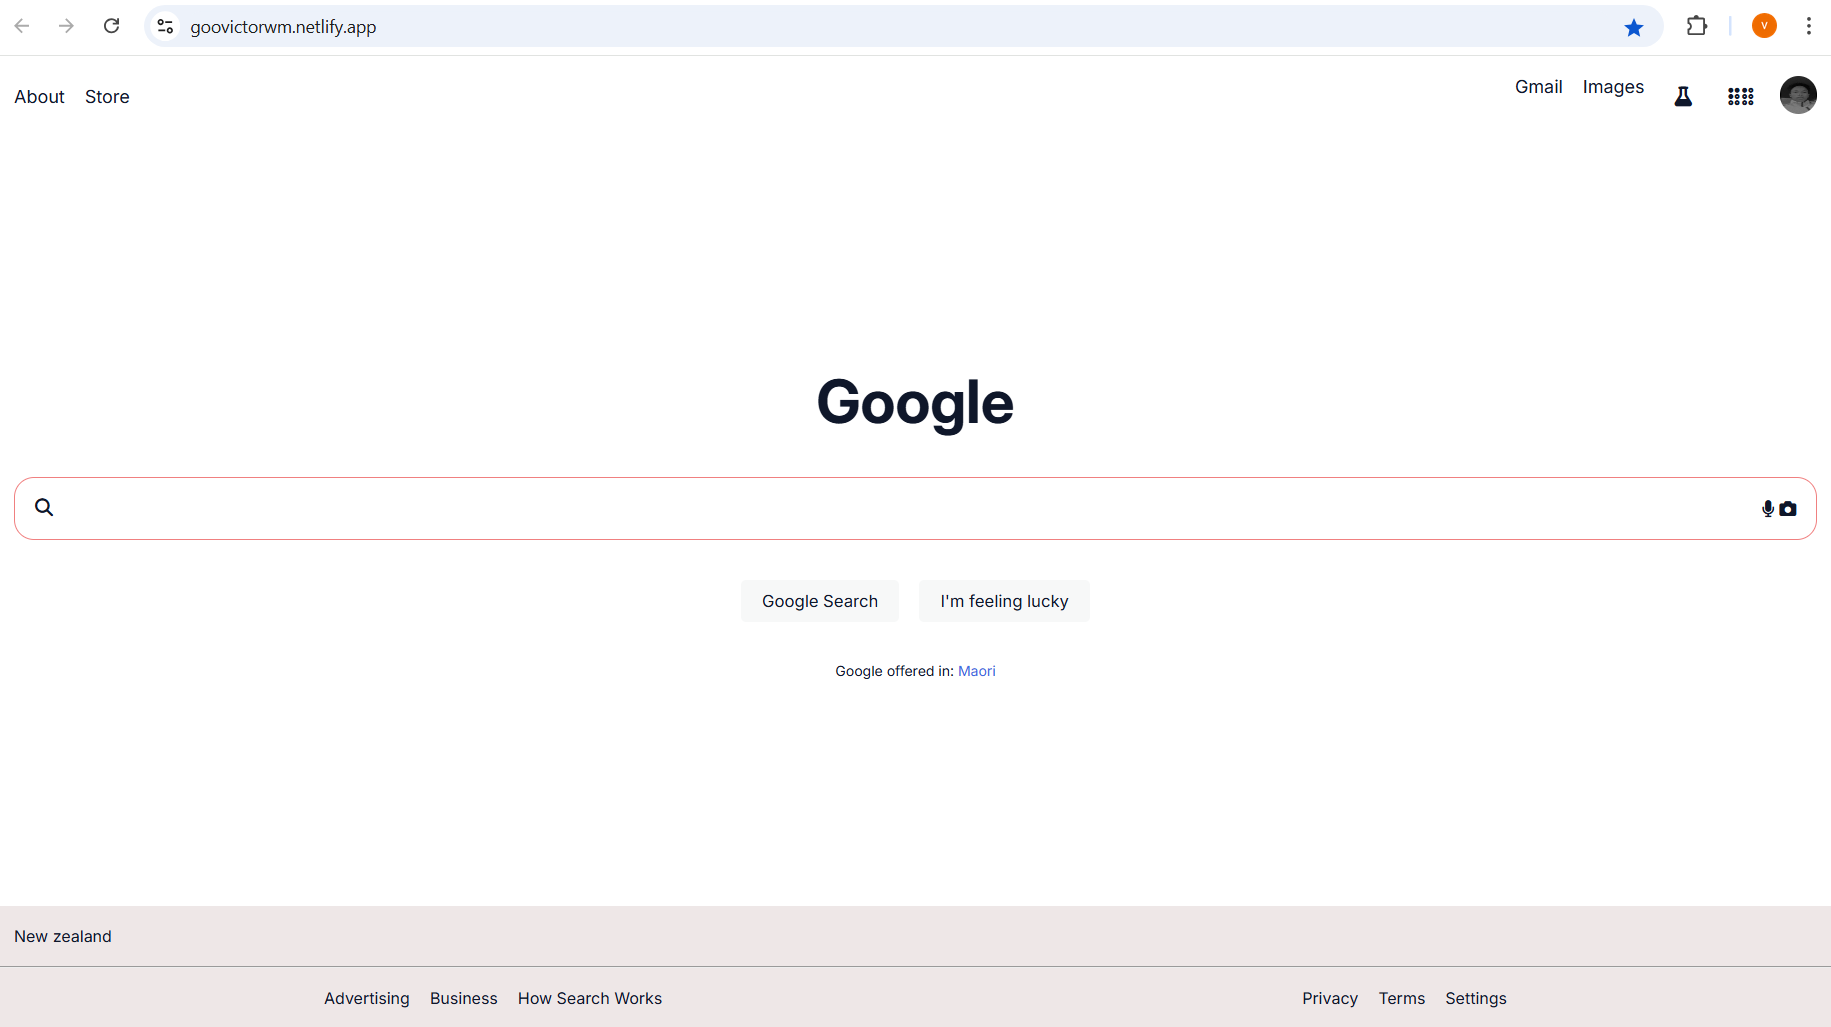 goovictorwm.netlify.app
V
About Store Gmail Images
Google
Google Search I'm feeling lucky
Google offered in: Maori
New zealand
Advertising Business How Search Works Privacy Terms Settings